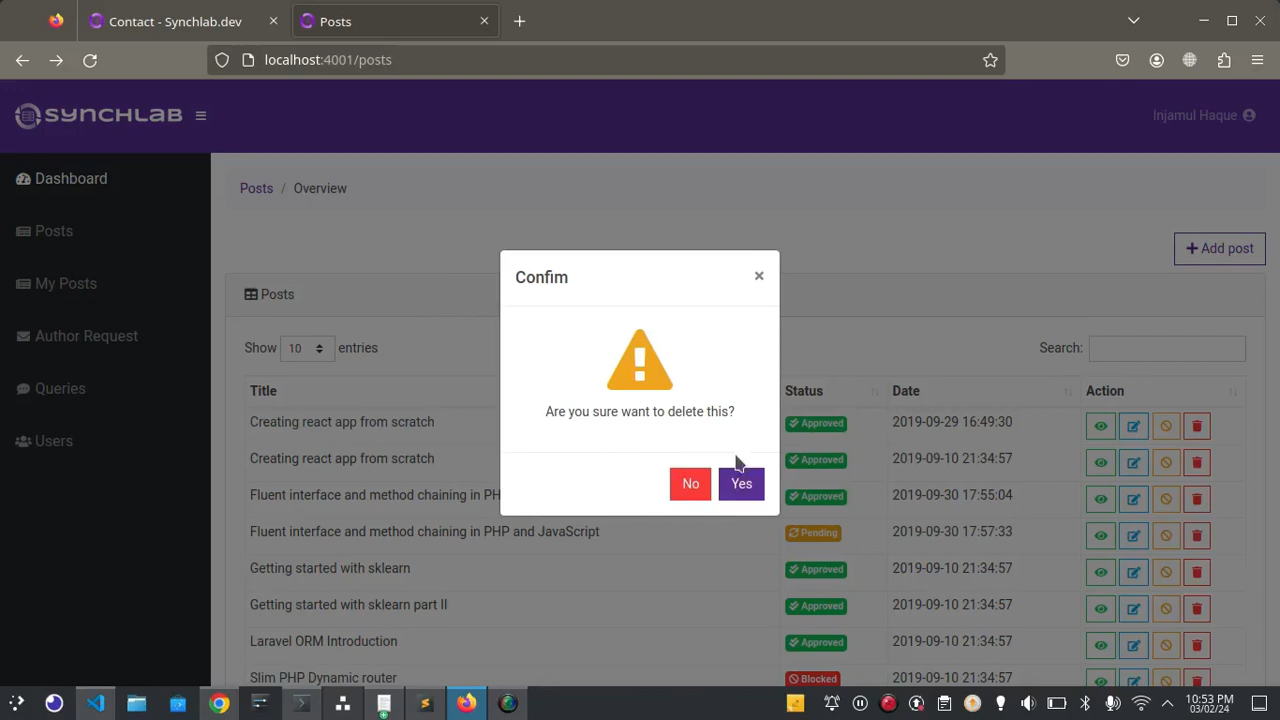 Contact - Synchlab.dev
Posts
localhost:4001/posts
SYNCHLAB
Injamul Haque
Dashboard
Posts
My Posts
Author Request
Queries
Users
Posts / Overview
Add post
Posts
Show 10 entries
Search:
Title Status Date Action
Creating react app from scratch Approved 2019-09-29 16:49:30
Creating react app from scratch Approved 2019-09-10 21:34:57
Fluent interface and method chaining in PH Approved 2019-09-30 17:55:04
Fluent interface and method chaining in PHP and JavaScript Pending 2019-09-30 17:57:33
Getting started with sklearn Approved 2019-09-10 21:34:57
Getting started with sklearn part II Approved 2019-09-10 21:34:57
Laravel ORM Introduction Approved 2019-09-10 21:34:57
Slim PHP Dynamic router Blocked 2019-09-10 21:34:57
Confim
×
Are you sure want to delete this?
No
Yes
10:53 PM
03/02/24